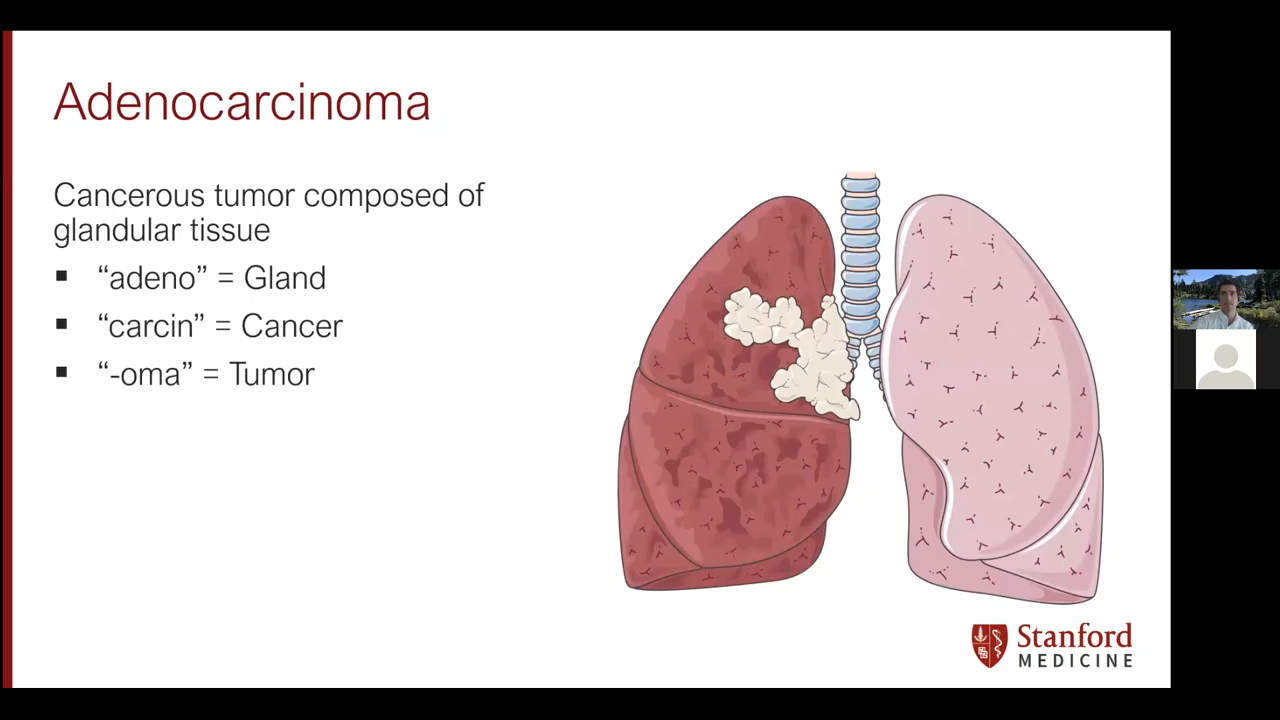 Adenocarcinoma
Cancerous tumor composed of
glandular tissue
▪ “adeno” = Gland
▪ “carcin” = Cancer
▪ “-oma” = Tumor
Stanford
MEDICINE